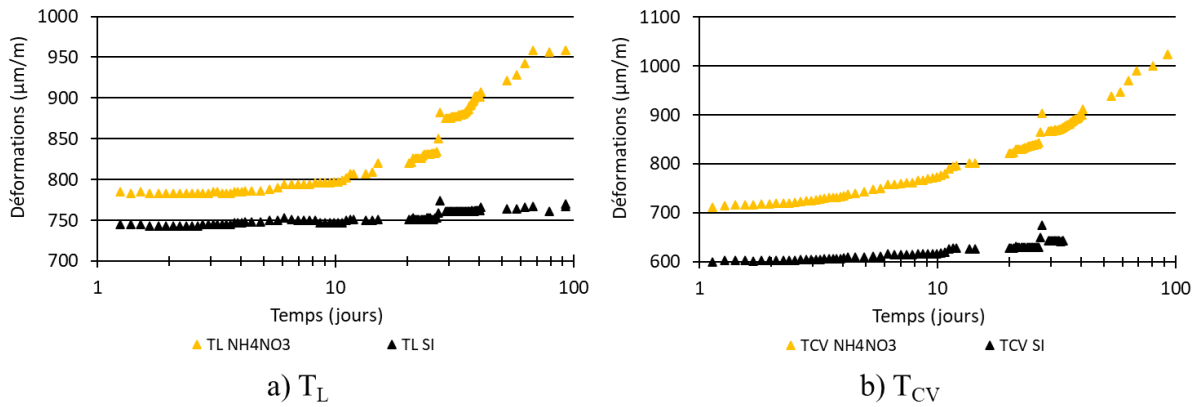 1000
950
900
850
800
750
700
Déformations (µm/m)
1 10 100
Temps (jours)
TL NH4NO3 TL SI
a) TL
1100
1000
900
800
700
600
Déformations (µm/m)
1 10 100
Temps (jours)
TCV NH4NO3 TCV SI
b) TCV